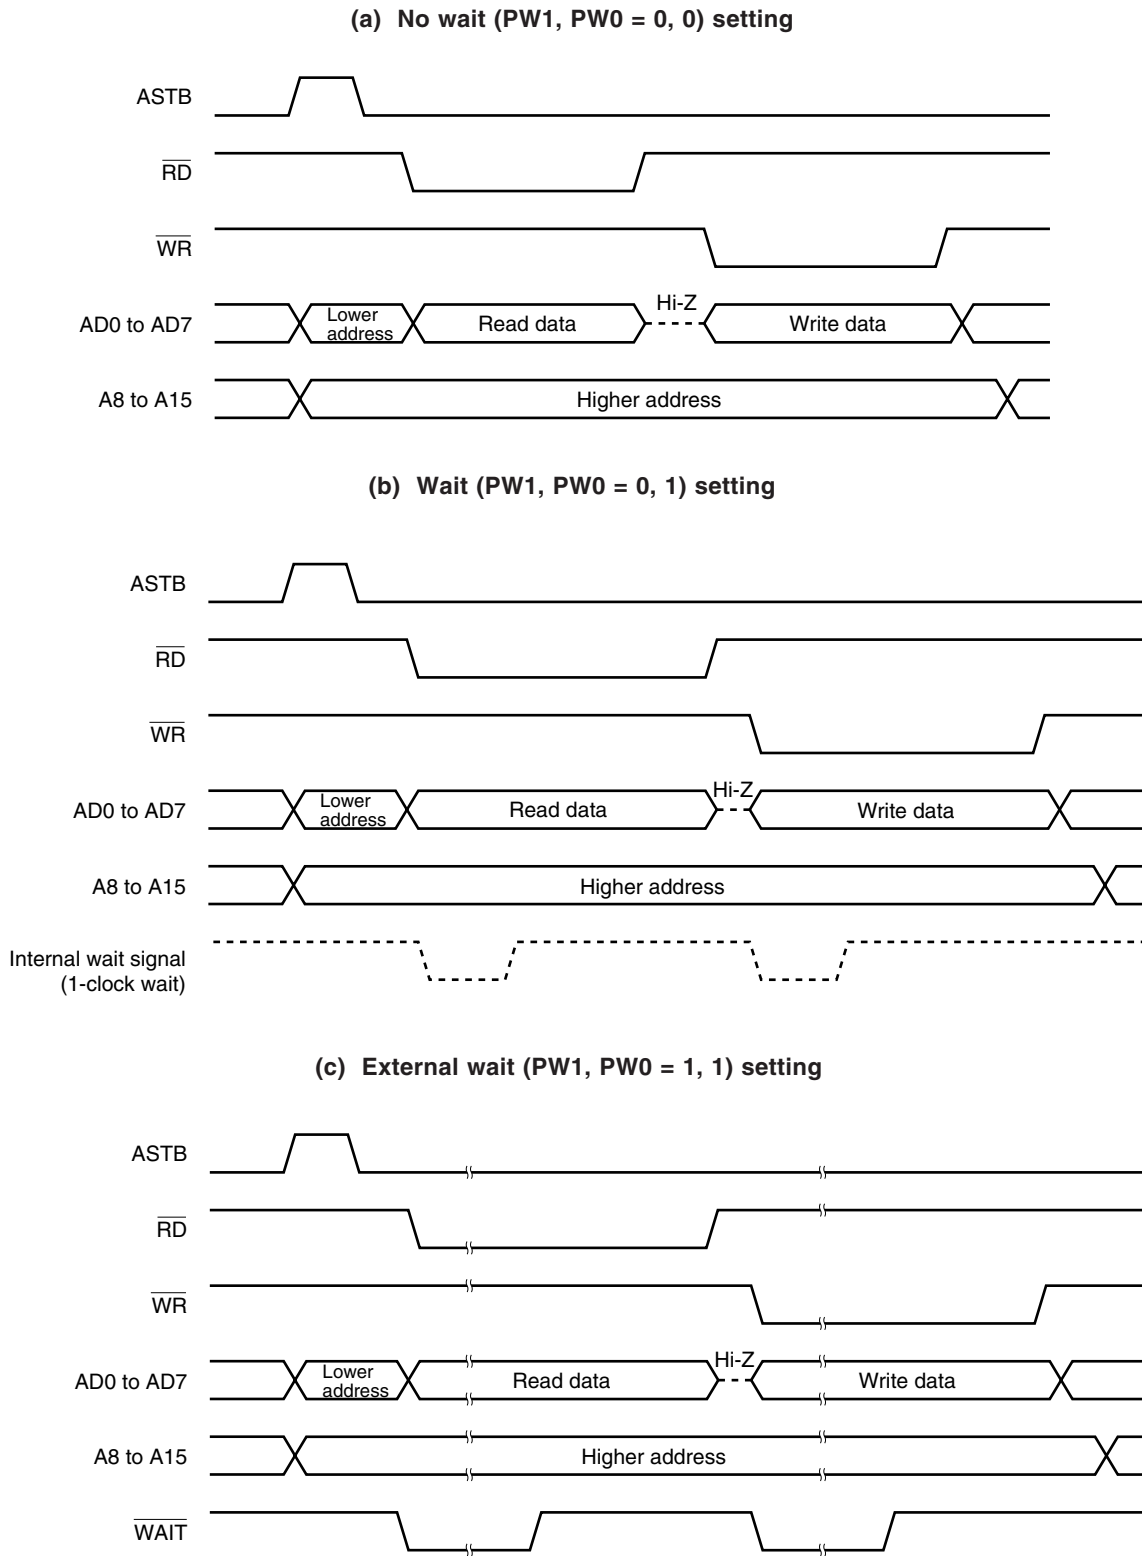 (a) No wait (PW1, PW0 = 0, 0) setting
ASTB
RD
WR
AD0 to AD7
Lower
address
Read data
Hi-Z
Write data
A8 to A15
Higher address
(b) Wait (PW1, PW0 = 0, 1) setting
ASTB
RD
WR
AD0 to AD7
Lower
address
Read data
Hi-Z
Write data
A8 to A15
Higher address
Internal wait signal
(1-clock wait)
(c) External wait (PW1, PW0 = 1, 1) setting
ASTB
RD
WR
AD0 to AD7
Lower
address
Read data
Hi-Z
Write data
A8 to A15
Higher address
WAIT